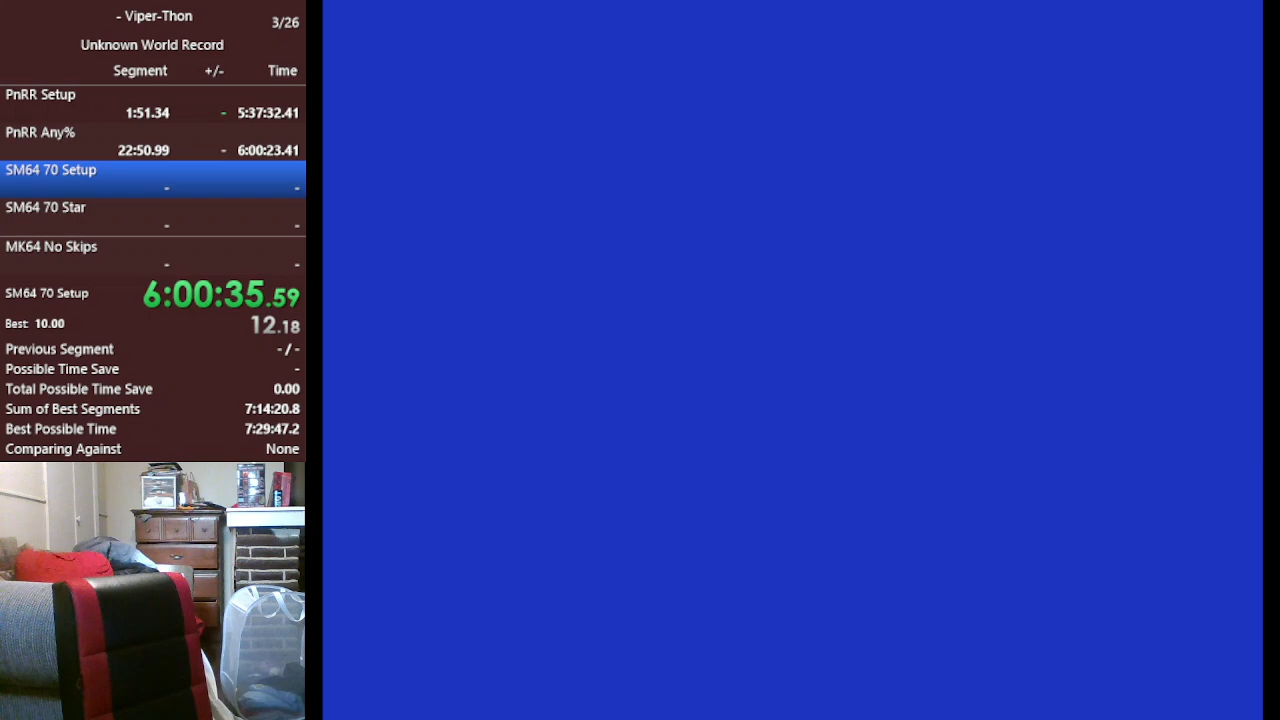 - Viper-Thon
3/26
Unknown World Record
Segment +/- Time
PnRR Setup
1:51.34 - 5:37:32.41
PnRR Any%
22:50.99 - 6:00:23.41
SM64 70 Setup
- -
SM64 70 Star
- -
MK64 No Skips
- -
SM64 70 Setup 6:00:35.59
Best: 10.00 12.18
Previous Segment - / -
Possible Time Save -
Total Possible Time Save 0.00
Sum of Best Segments 7:14:20.8
Best Possible Time 7:29:47.2
Comparing Against None